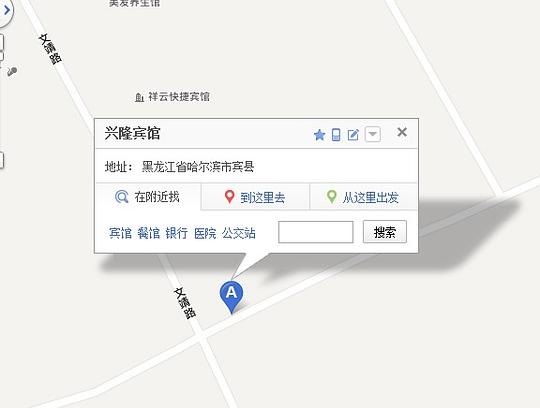 美发养生馆
文靖路
祥云快捷宾馆
兴隆宾馆
地址： 黑龙江省哈尔滨市宾县
在附近找 到这里去 从这里出发
宾馆 餐馆 银行 医院 公交站 搜索
A
文靖路